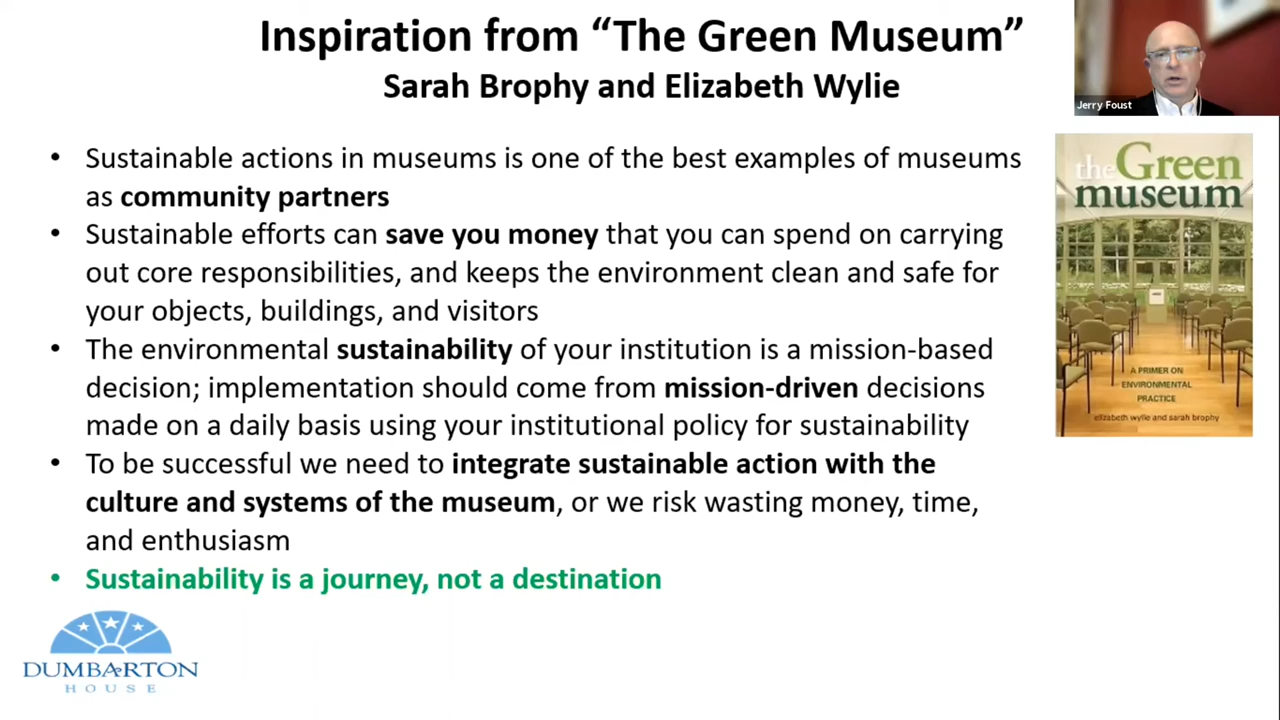 Inspiration from “The Green Museum”
Sarah Brophy and Elizabeth Wylie
Jerry Foust
• Sustainable actions in museums is one of the best examples of museums
as community partners
• Sustainable efforts can save you money that you can spend on carrying
out core responsibilities, and keeps the environment clean and safe for
your objects, buildings, and visitors
• The environmental sustainability of your institution is a mission-based
decision; implementation should come from mission-driven decisions
made on a daily basis using your institutional policy for sustainability
• To be successful we need to integrate sustainable action with the
culture and systems of the museum, or we risk wasting money, time,
and enthusiasm
• Sustainability is a journey, not a destination
the Green
museum
A PRIMER ON
ENVIRONMENTAL
PRACTICE
elizabeth wylie and sarah brophy
DUMBARTON
HOUSE